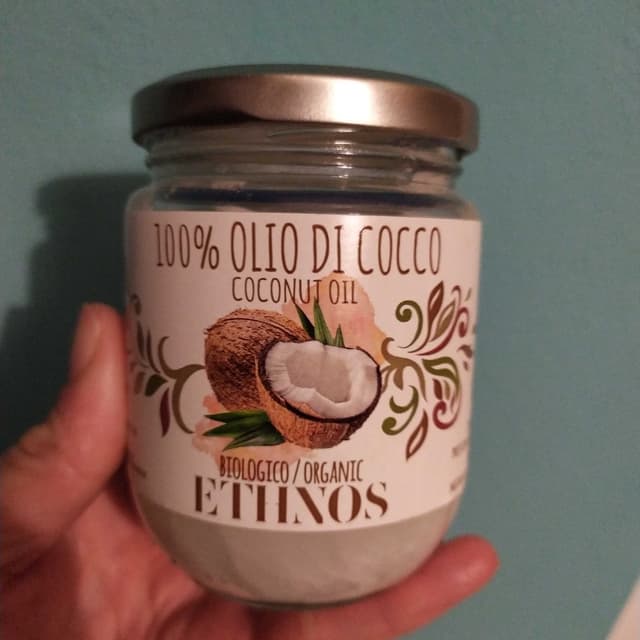 100% OLIO DI COCCO
COCONUT OIL
BIOLOGICO / ORGANIC
ETHNOS